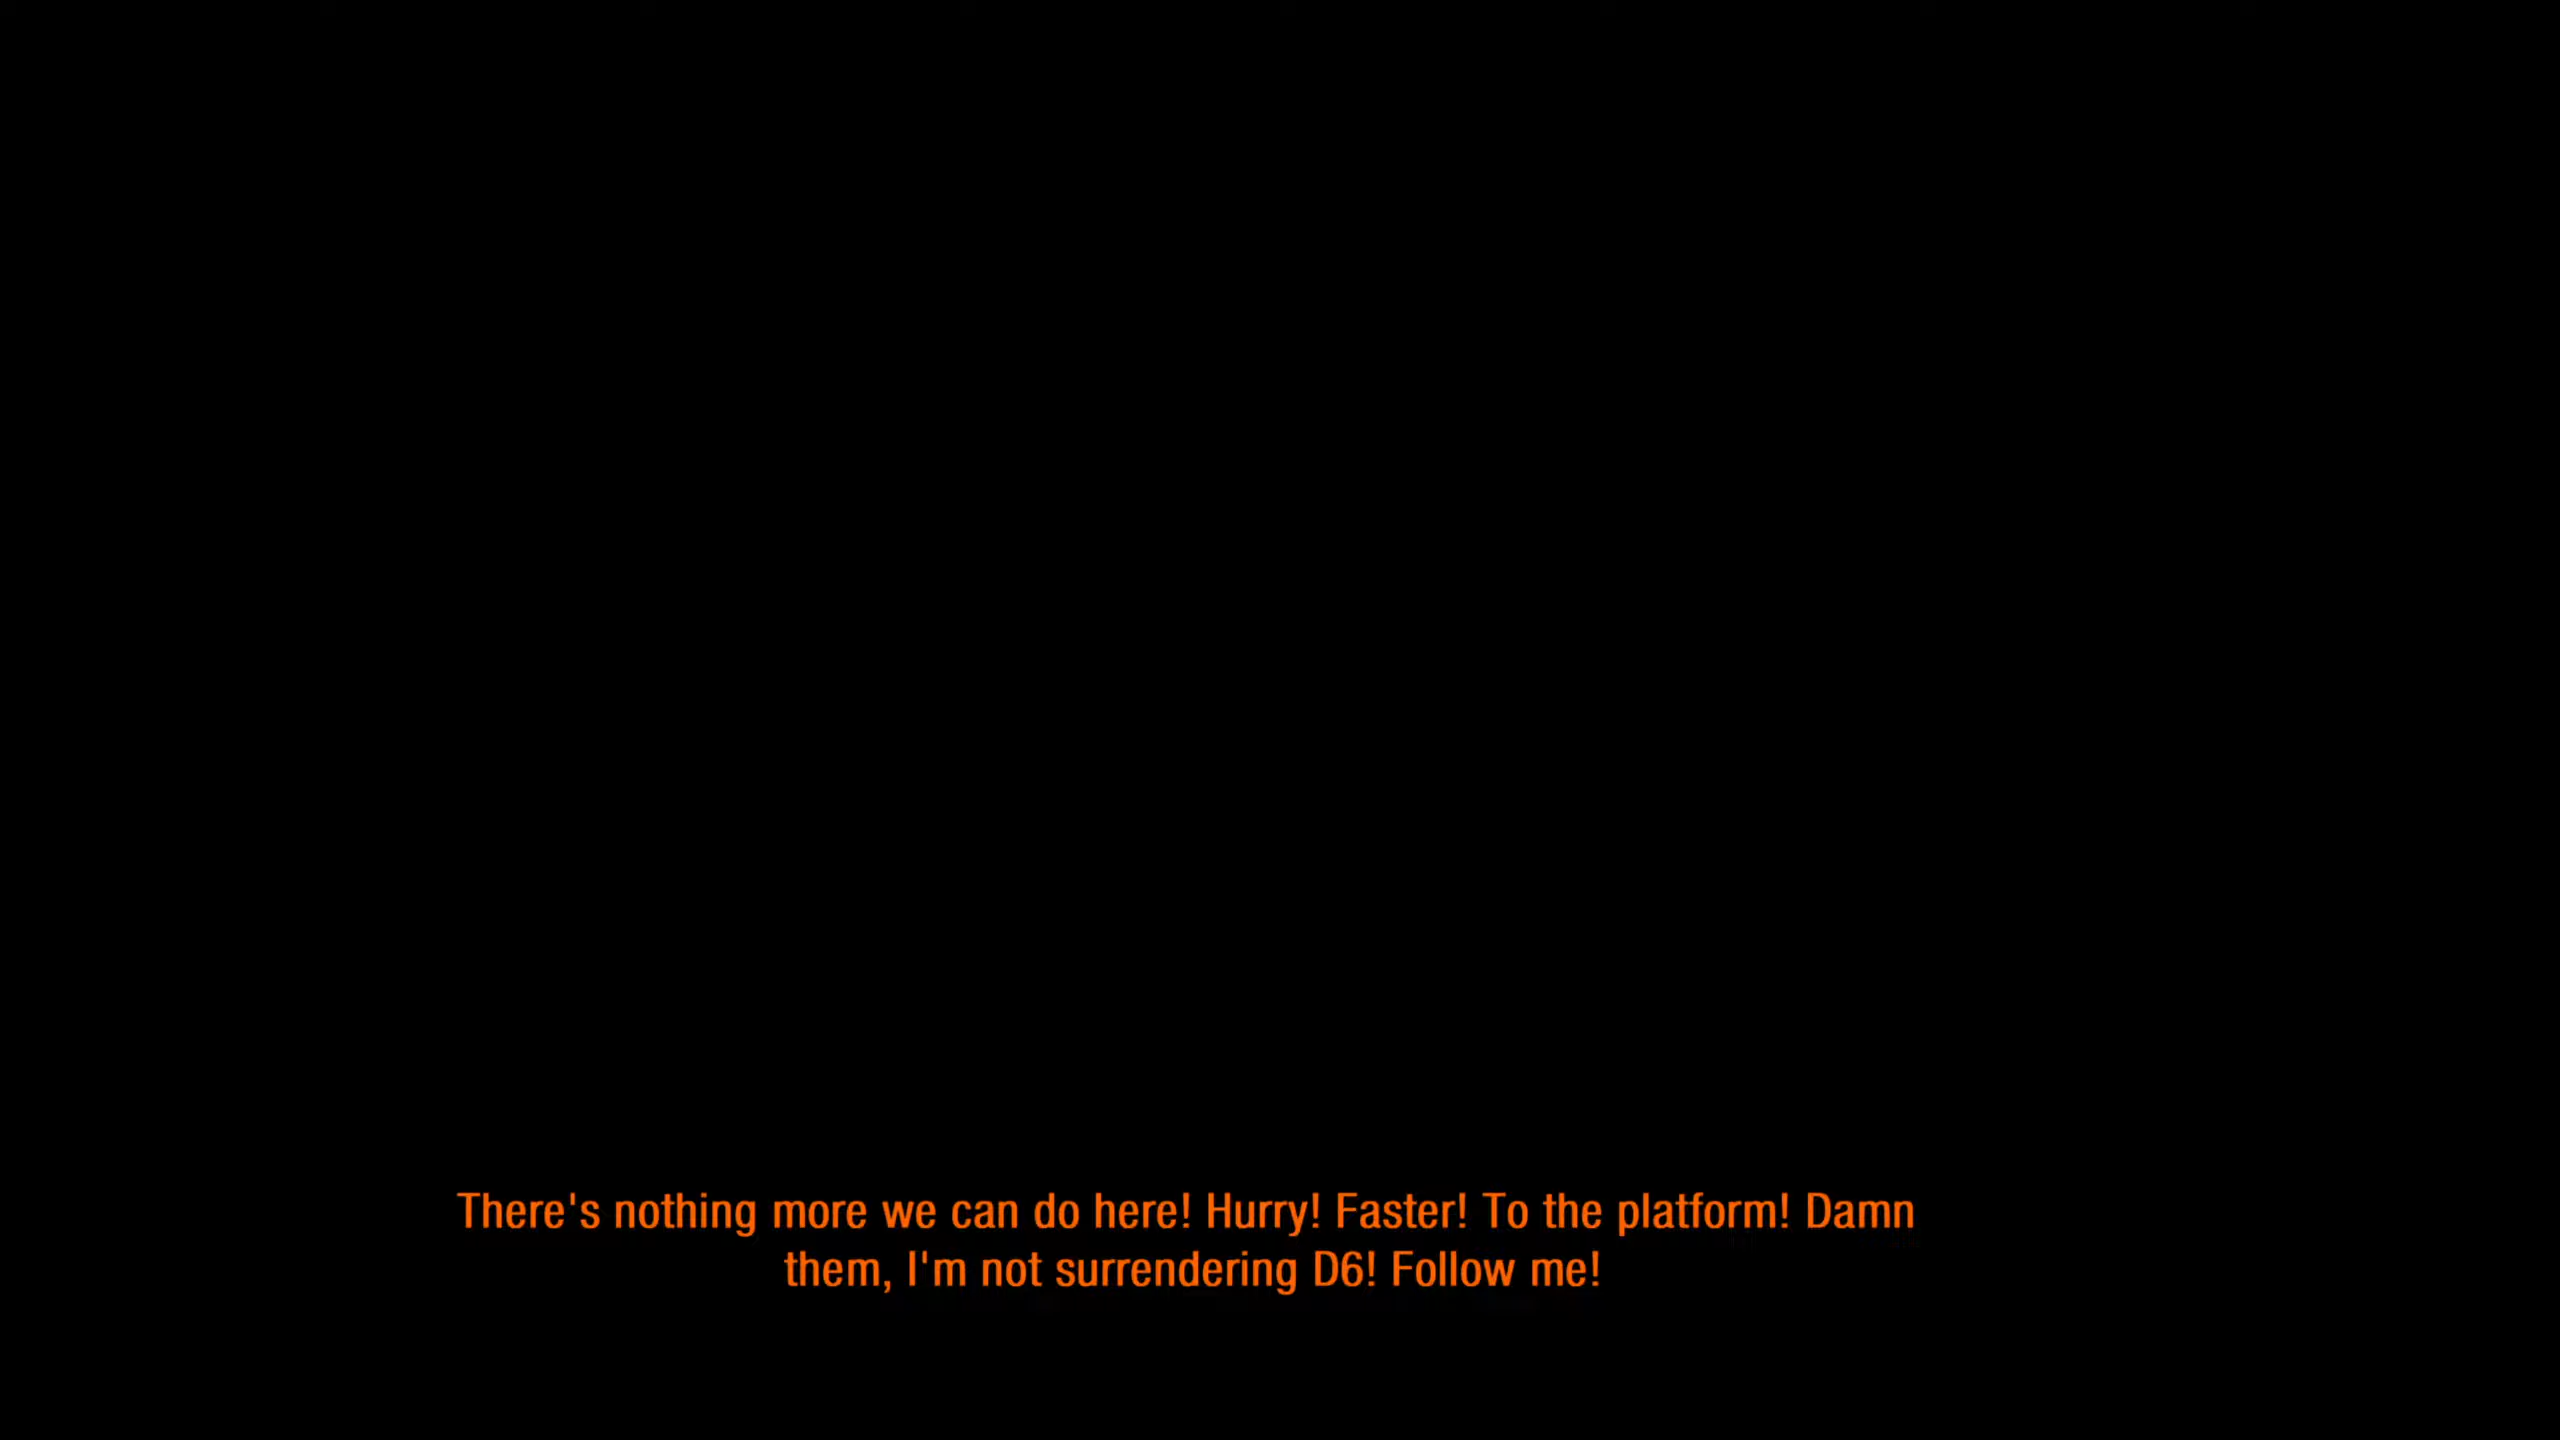 There's nothing more we can do here! Hurry! Faster! To the platform! Damn
them, I'm not surrendering D6! Follow me!